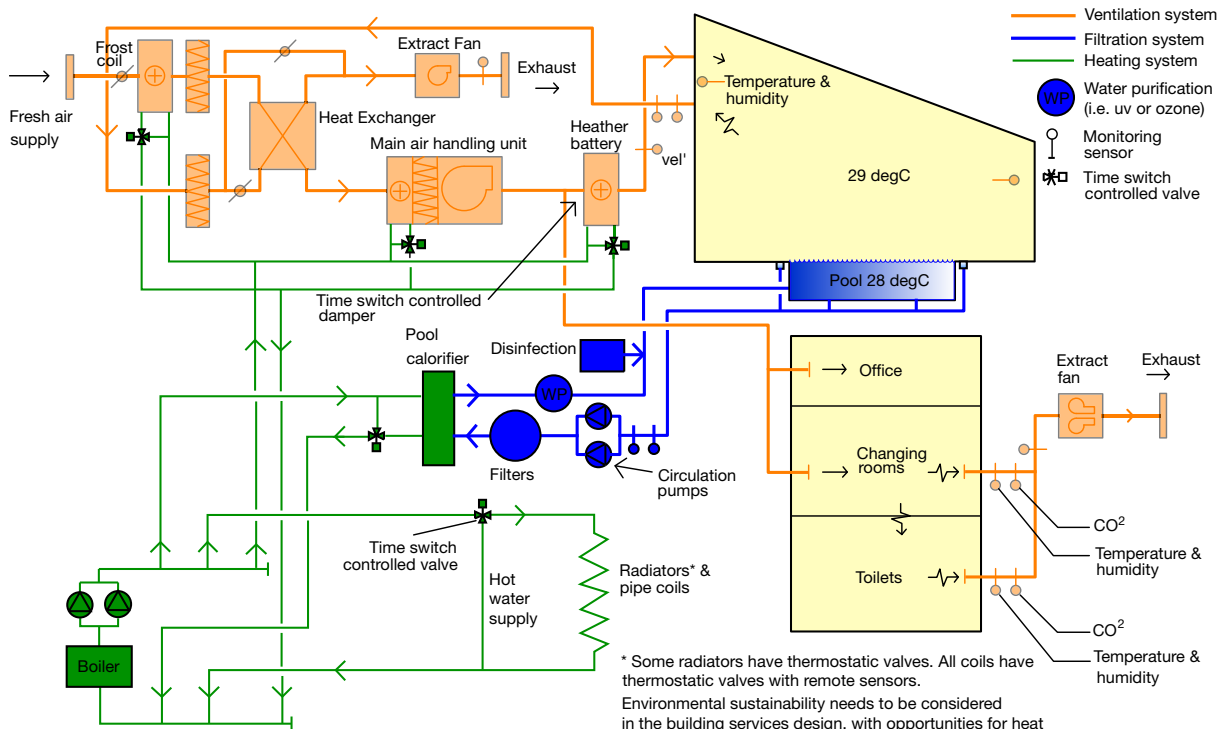 Frost
coil
Fresh air
supply
Extract Fan
Exhaust
Heat Exchanger
Main air handling unit
Heather
battery
vel'
Temperature &
humidity
29 degC
Pool 28 degC
Ventilation system
Filtration system
Heating system
WP
Water purification
(i.e. uv or ozone)
Monitoring
sensor
Time switch
controlled valve
Time switch controlled
damper
Pool
calorifier
Disinfection
WP
Filters
Circulation
pumps
Office
Changing
rooms
Toilets
Extract
fan
Exhaust
CO²
Temperature &
humidity
CO²
Temperature &
humidity
Time switch
controlled valve
Hot
water
supply
Radiators* &
pipe coils
Boiler
* Some radiators have thermostatic valves. All coils have
thermostatic valves with remote sensors.
Environmental sustainability needs to be considered
in the building services design, with opportunities for heat